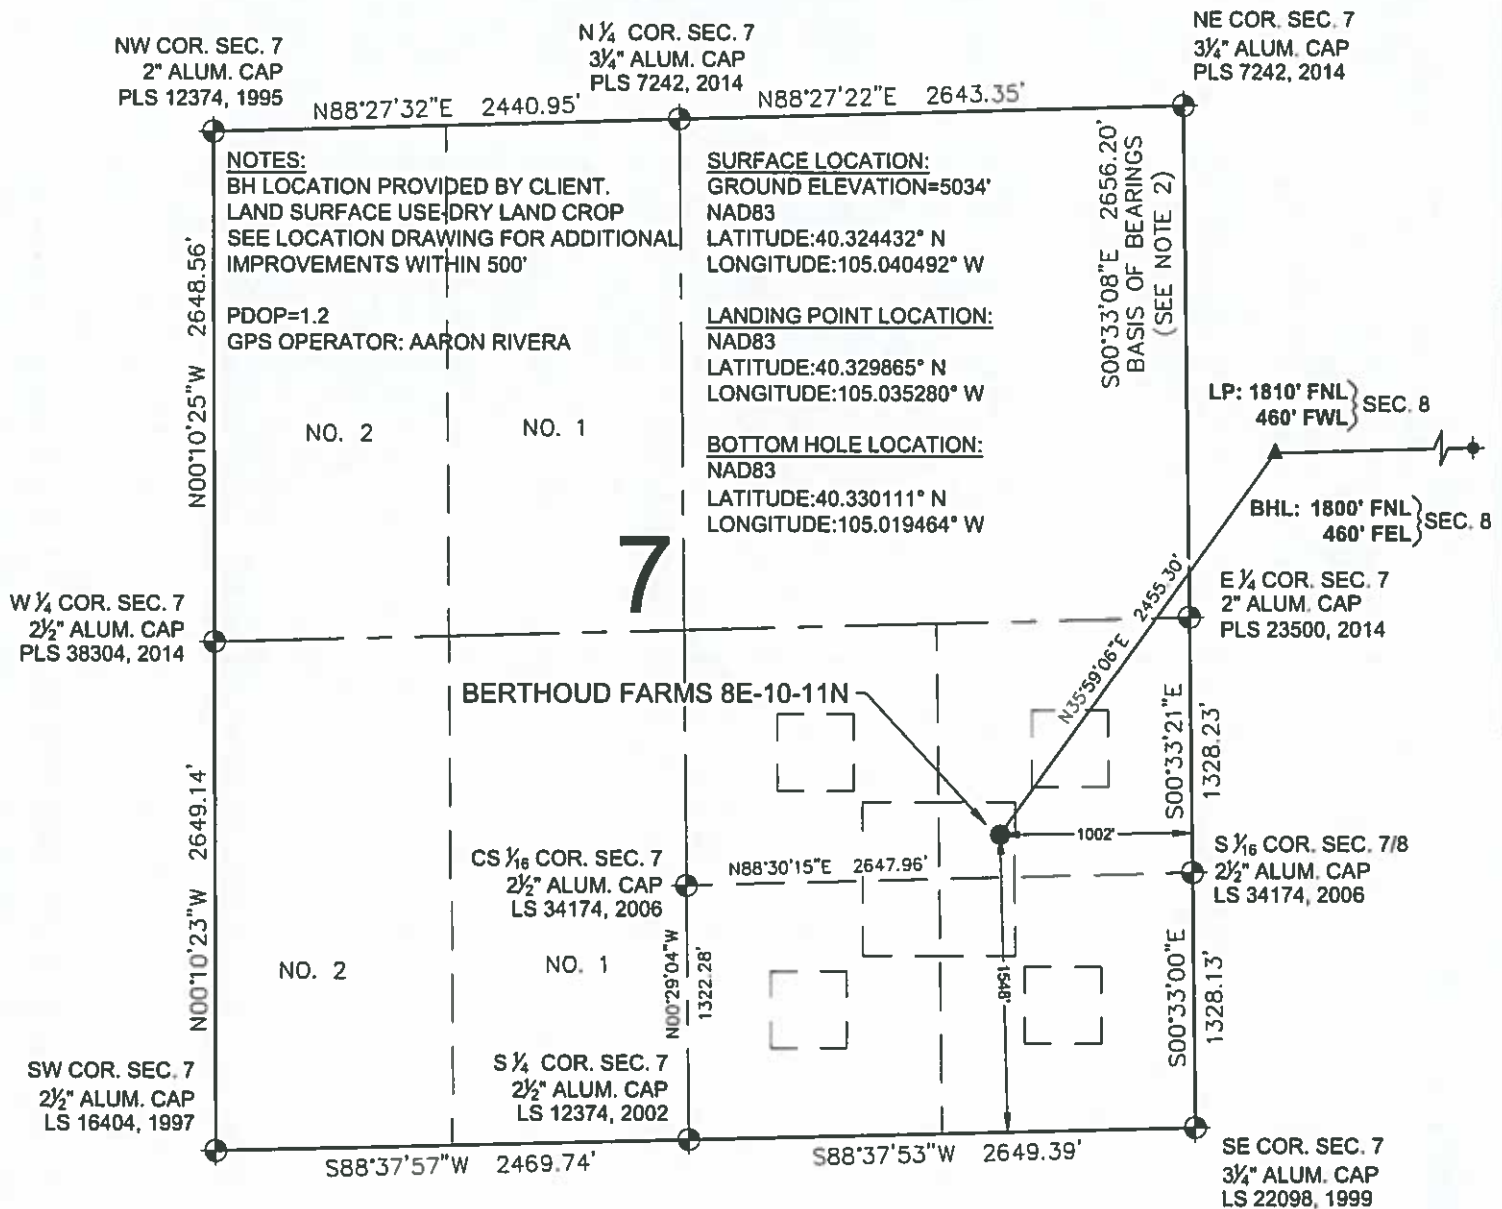 NW COR. SEC. 7
2" ALUM. CAP
PLS 12374, 1995
N ¼ COR. SEC. 7
3¼" ALUM. CAP
PLS 7242, 2014
NE COR. SEC. 7
3¼" ALUM. CAP
PLS 7242, 2014
N88°27'32"E 2440.95'
N88°27'22"E 2643.35'
NOTES:
BH LOCATION PROVIDED BY CLIENT.
LAND SURFACE USE-DRY LAND CROP
SEE LOCATION DRAWING FOR ADDITIONAL
IMPROVEMENTS WITHIN 500'
PDOP=1.2
GPS OPERATOR: AARON RIVERA
SURFACE LOCATION:
GROUND ELEVATION=5034'
NAD83
LATITUDE:40.324432° N
LONGITUDE:105.040492° W
LANDING POINT LOCATION:
NAD83
LATITUDE:40.329865° N
LONGITUDE:105.035280° W
BOTTOM HOLE LOCATION:
NAD83
LATITUDE:40.330111° N
LONGITUDE:105.019464° W
S00°33'08"E 2656.20'
BASIS OF BEARINGS
(SEE NOTE 2)
N00°10'25"W 2648.56'
NO. 2
NO. 1
LP: 1810' FNL
460' FWL
SEC. 8
BHL: 1800' FNL
460' FEL
SEC. 8
7
W ¼ COR. SEC. 7
2½" ALUM. CAP
PLS 38304, 2014
E ¼ COR. SEC. 7
2" ALUM. CAP
PLS 23500, 2014
N35°59'06"E 2455.30'
BERTHOUD FARMS 8E-10-11N
S00°33'21"E
1328.23'
1002'
N00°10'23"W 2649.14'
CS 1/16 COR. SEC. 7
2½" ALUM. CAP
LS 34174, 2006
N88°30'15"E 2647.96'
S 1/16 COR. SEC. 7/8
2½" ALUM. CAP
LS 34174, 2006
NO. 2
NO. 1
N00°29'04"W
1322.28'
1548'
S00°33'00"E
1328.13'
SW COR. SEC. 7
2½" ALUM. CAP
LS 16404, 1997
S ¼ COR. SEC. 7
2½" ALUM. CAP
LS 12374, 2002
S88°37'57"W 2469.74'
S88°37'53"W 2649.39'
SE COR. SEC. 7
3¼" ALUM. CAP
LS 22098, 1999